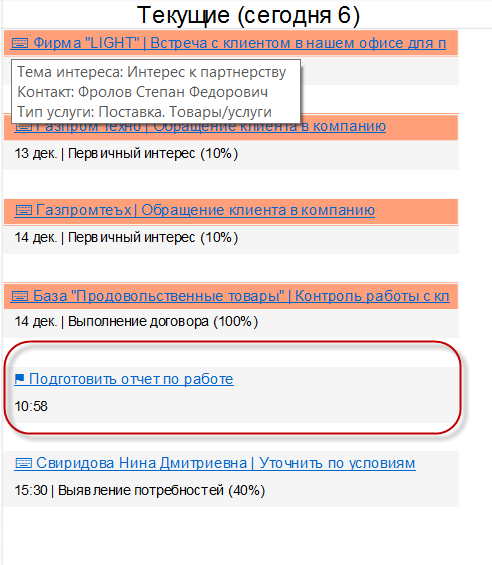 Текущие (сегодня 6)
Фирма "LIGHT" | Встреча с клиентом в нашем офисе для п
Тема интереса: Интерес к партнерству
Контакт: Фролов Степан Федорович
Тип услуги: Поставка. Товары/услуги
Газпром Техно | Обращение клиента в компанию
13 дек. | Первичный интерес (10%)
Газпромтеъх | Обращение клиента в компанию
14 дек. | Первичный интерес (10%)
База "Продовольственные товары" | Контроль работы с кл
14 дек. | Выполнение договора (100%)
Подготовить отчет по работе
10:58
Свиридова Нина Дмитриевна | Уточнить по условиям
15:30 | Выявление потребностей (40%)